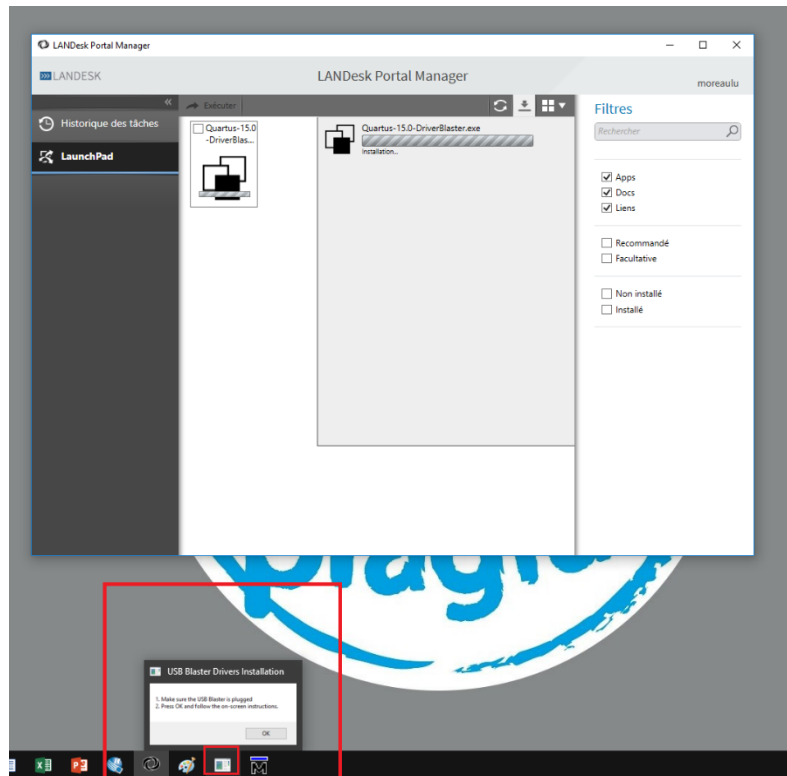 LANDesk Portal Manager
LANDESK
LANDesk Portal Manager
moreaulu
Exécuter
Historique des tâches
LaunchPad
Quartus-15.0
-DriverBlas...
Quartus-15.0-DriverBlaster.exe
Installation...
Filtres
Rechercher
Apps
Docs
Liens
Recommandé
Facultative
Non installé
Installé
USB Blaster Drivers Installation
1. Make sure the USB Blaster is plugged
2. Press OK and follow the on-screen instructions.
OK